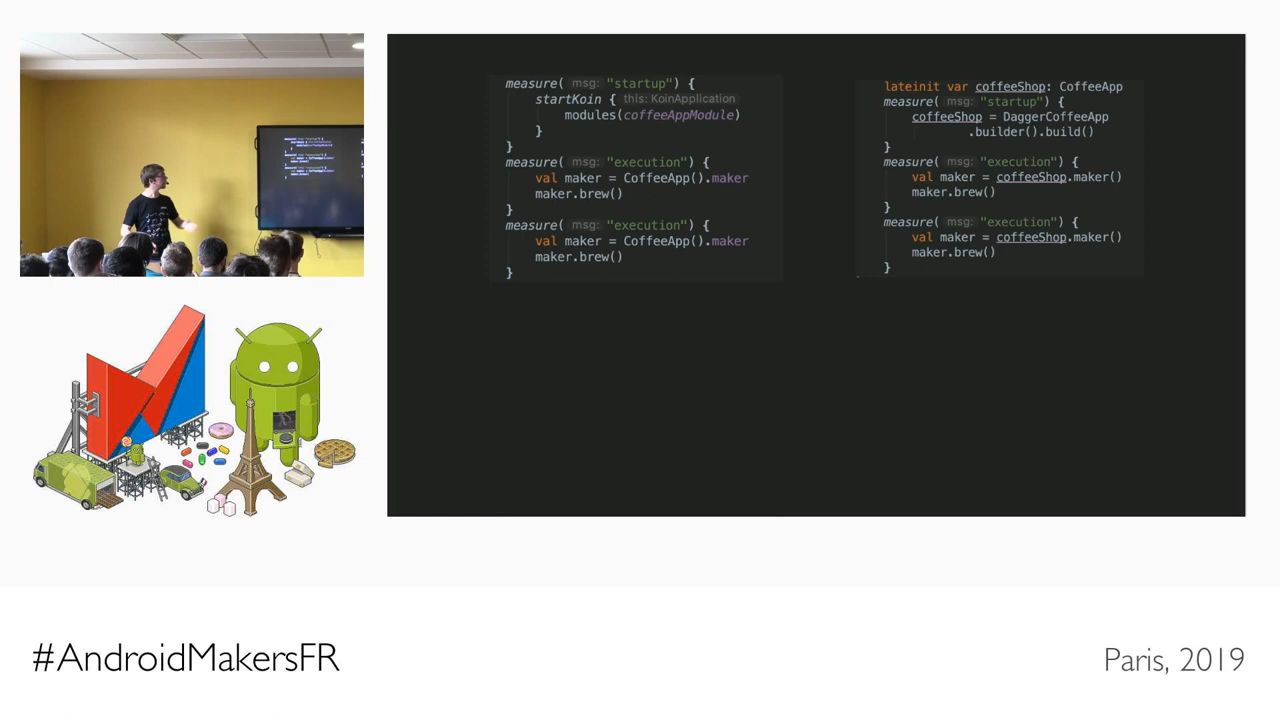 measure( msg: "startup") {
startKoin { this: KoinApplication
modules(coffeeAppModule)
}
}
measure( msg: "execution") {
val maker = CoffeeApp().maker
maker.brew()
}
measure( msg: "execution") {
val maker = CoffeeApp().maker
maker.brew()
}
lateinit var coffeeShop: CoffeeApp
measure( msg: "startup") {
coffeeShop = DaggerCoffeeApp
.builder().build()
}
measure( msg: "execution") {
val maker = coffeeShop.maker()
maker.brew()
}
measure( msg: "execution") {
val maker = coffeeShop.maker()
maker.brew()
}
#AndroidMakersFR
Paris, 2019